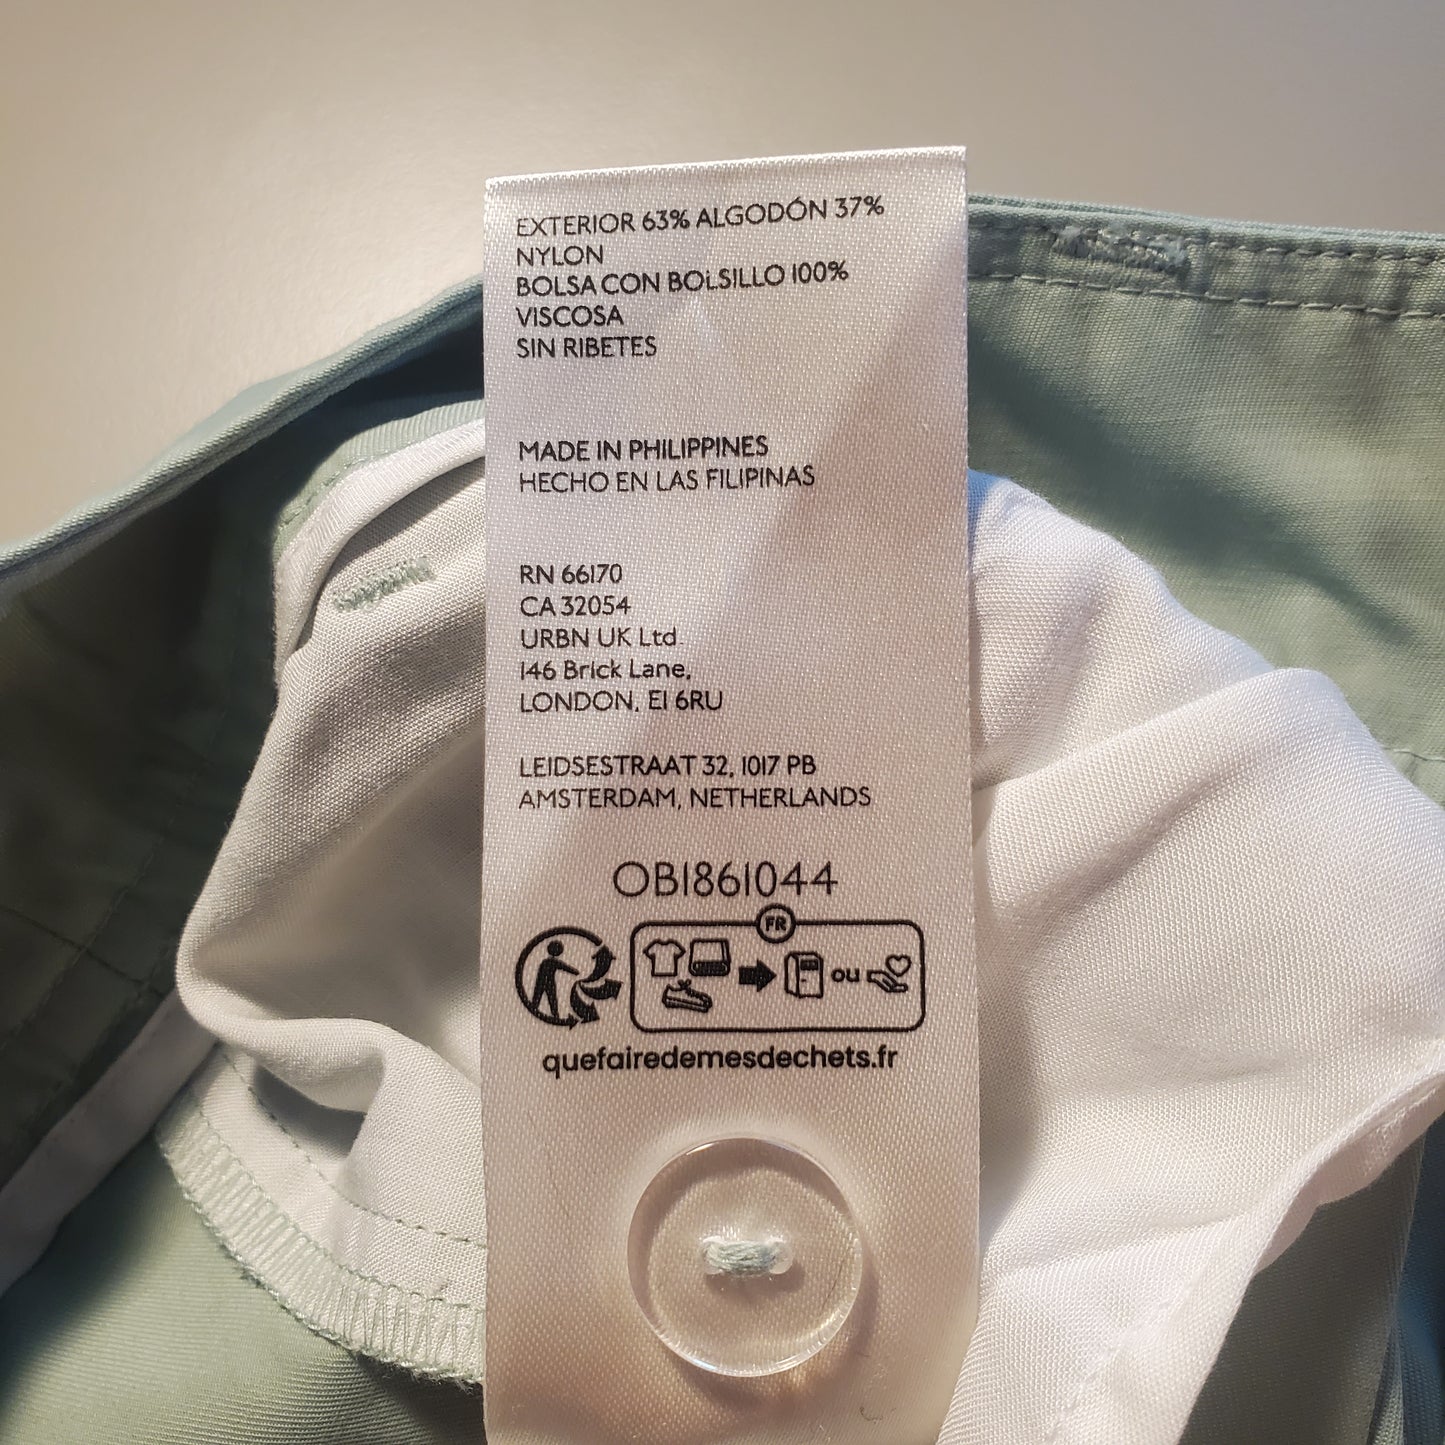 EXTERIOR 63% ALGODÓN 37%
NYLON
BOLSA CON BOLSILLO 100%
VISCOSA
SIN RIBETES
MADE IN PHILIPPINES
HECHO EN LAS FILIPINAS
RN 66170
CA 32054
URBN UK Ltd.
146 Brick Lane,
LONDON, E1 6RU
LEIDSESTRAAT 32, 1017 PB
AMSTERDAM, NETHERLANDS
OB1861044
FR
ou
quefairedemesdechets.fr